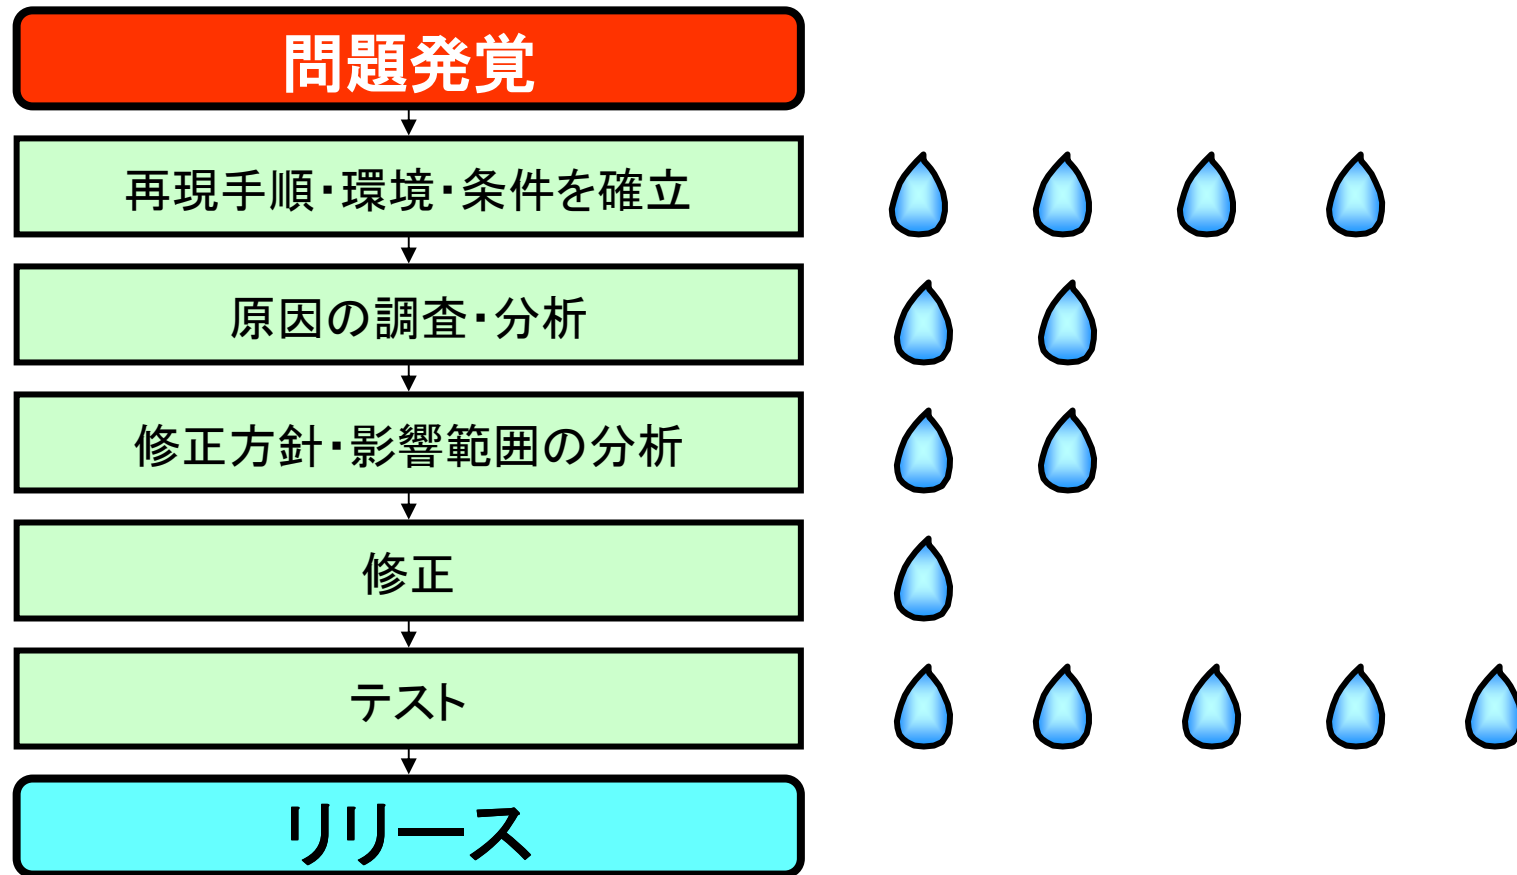 問題発覚
再現手順・環境・条件を確立
原因の調査・分析
修正方針・影響範囲の分析
修正
テスト
リリース